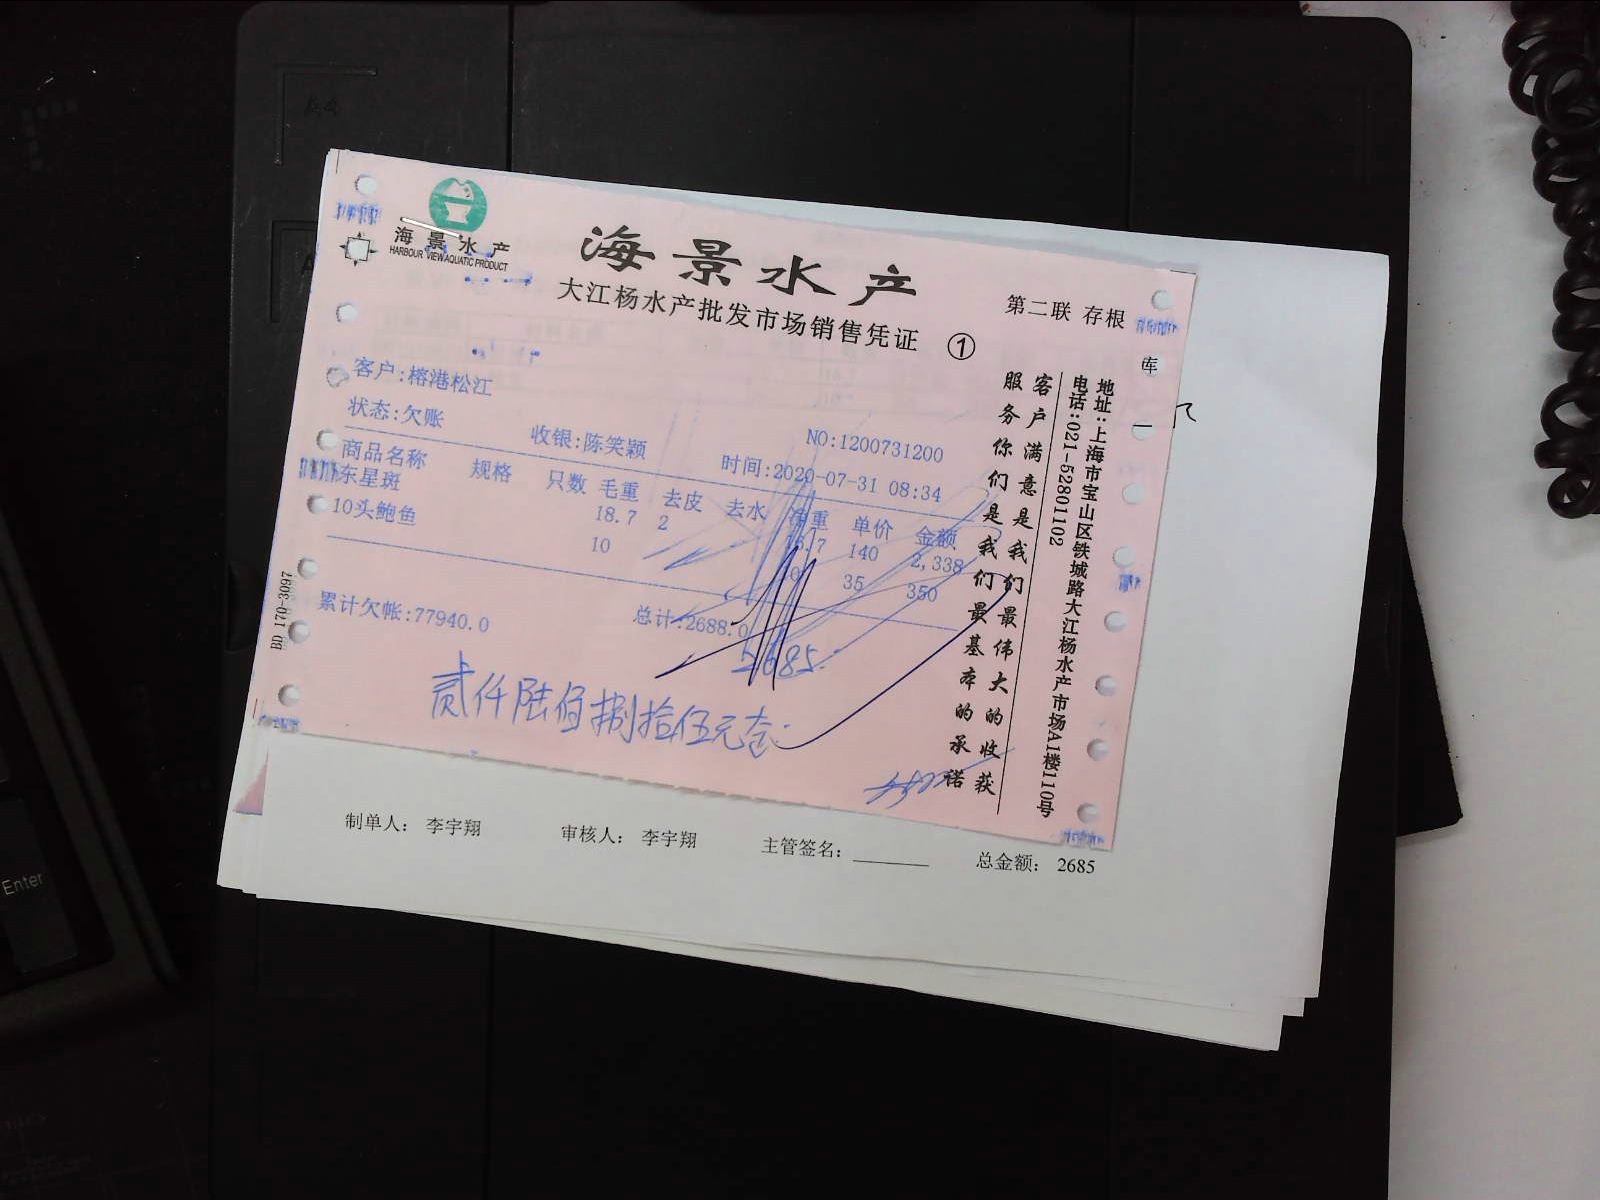 海景水产
HARBOUR VIEW AQUATIC PRODUCT
海景水产
大江杨水产批发市场销售凭证 ①
第二联 存根
库
一
客户:榕港松江
状态:欠账
收银:陈笑颖
NO:1200731200
时间:2020-07-31 08:34
商品名称 规格 只数 毛重 去皮 去水 净重 单价 金额
东星斑 18.7 2 16.7 140 2,338
10头鲍鱼 10 10 35 350
累计欠帐:77940.0 总计:2688.0
2685.
贰仟陆佰捌拾伍元整
地址:上海市宝山区铁城路大江杨水产市场A1楼110号
电话:021-52801102
客户满意是我们最伟大的收获
服务你们是我们最基本的承诺
BD 170-3097
制单人: 李宇翔 审核人: 李宇翔 主管签名: 总金额: 2685
Enter